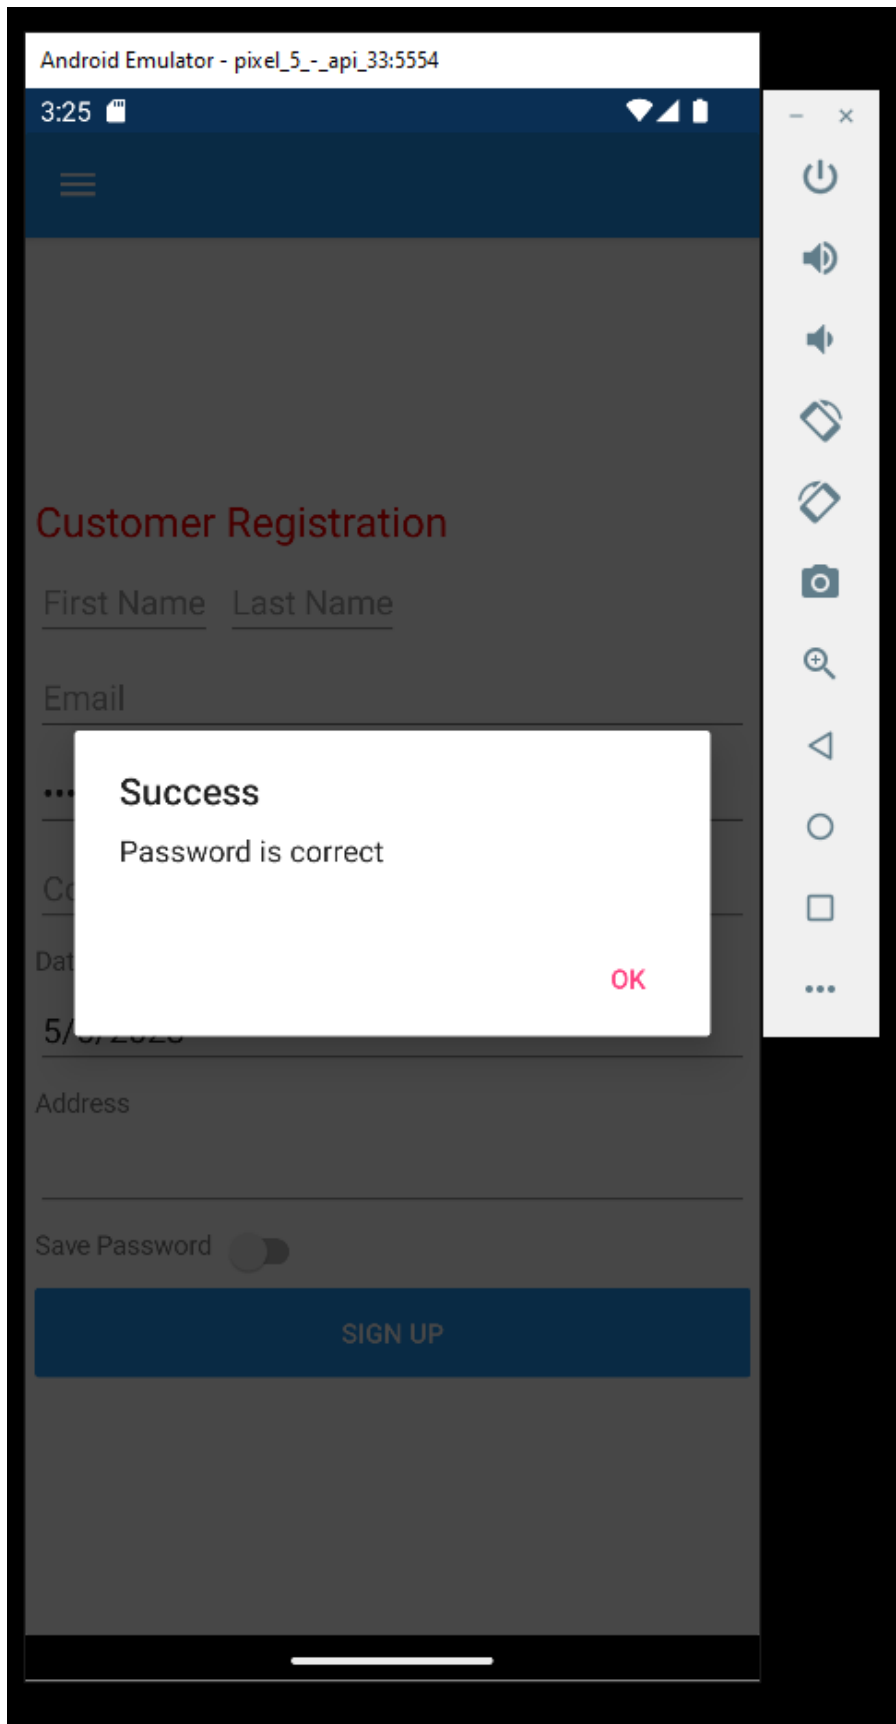 Android Emulator - pixel_5_-_api_33:5554
3:25
Customer Registration
First Name Last Name
Email
Success
Password is correct
OK
Address
Save Password
SIGN UP